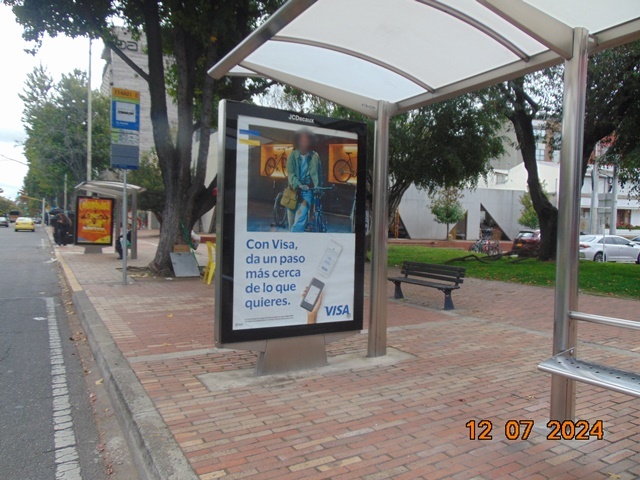 JCDecaux
Con Visa,
da un paso
más cerca
de lo que
quieres.
VISA
12 07 2024